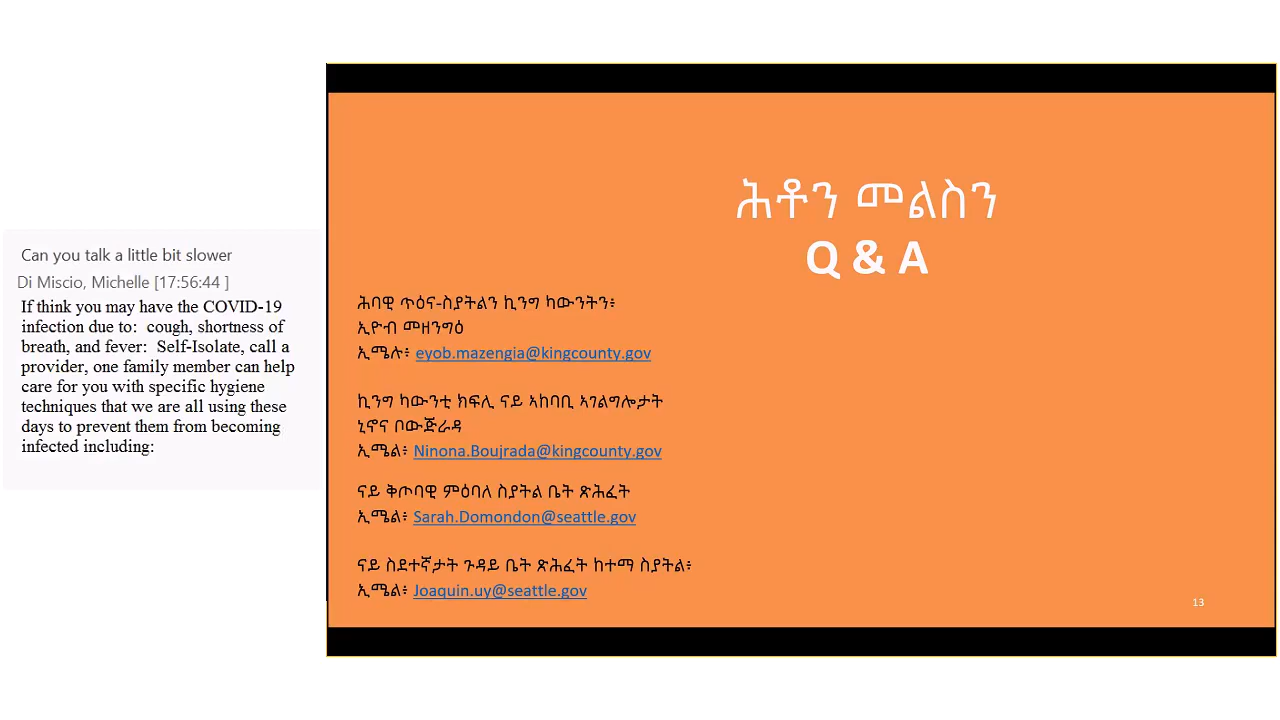 Can you talk a little bit slower
Di Miscio, Michelle [17:56:44 ]
If think you may have the COVID-19
infection due to:  cough, shortness of
breath, and fever:  Self-Isolate, call a
provider, one family member can help
care for you with specific hygiene
techniques that we are all using these
days to prevent them from becoming
infected including:
ሕቶን መልስን
Q & A
ሕባዊ ጥዕና-ስያትልን ኪንግ ካውንትን፥
ኢዮብ መዘንግዕ
ኢሜሉ፥ eyob.mazengia@kingcounty.gov
ኪንግ ካውንቲ ክፍሊ ናይ ኣከባቢ ኣገልግሎታት
ኒኖና ቦውጅራዳ
ኢሜል፥ Ninona.Boujrada@kingcounty.gov
ናይ ቅጦባዊ ምዕባለ ስያትል ቤት ጽሕፈት
ኢሜል፥ Sarah.Domondon@seattle.gov
ናይ ስደተኛታት ጉዳይ ቤት ጽሕፈት ከተማ ስያትል፥
ኢሜል፥ Joaquin.uy@seattle.gov
13